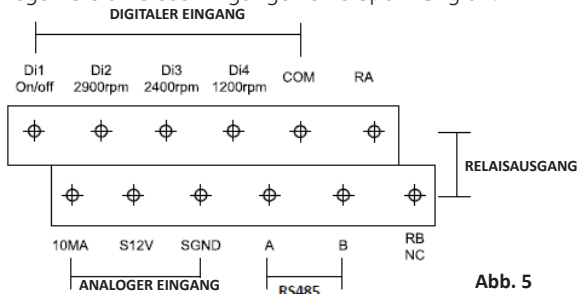 DIGITALER EINGANG
Di1 Di2 Di3 Di4 COM RA
On/off 2900rpm 2400rpm 1200rpm
RELAISAUSGANG
10MA S12V SGND A B RB
NC
ANALOGER EINGANG RS485 Abb. 5